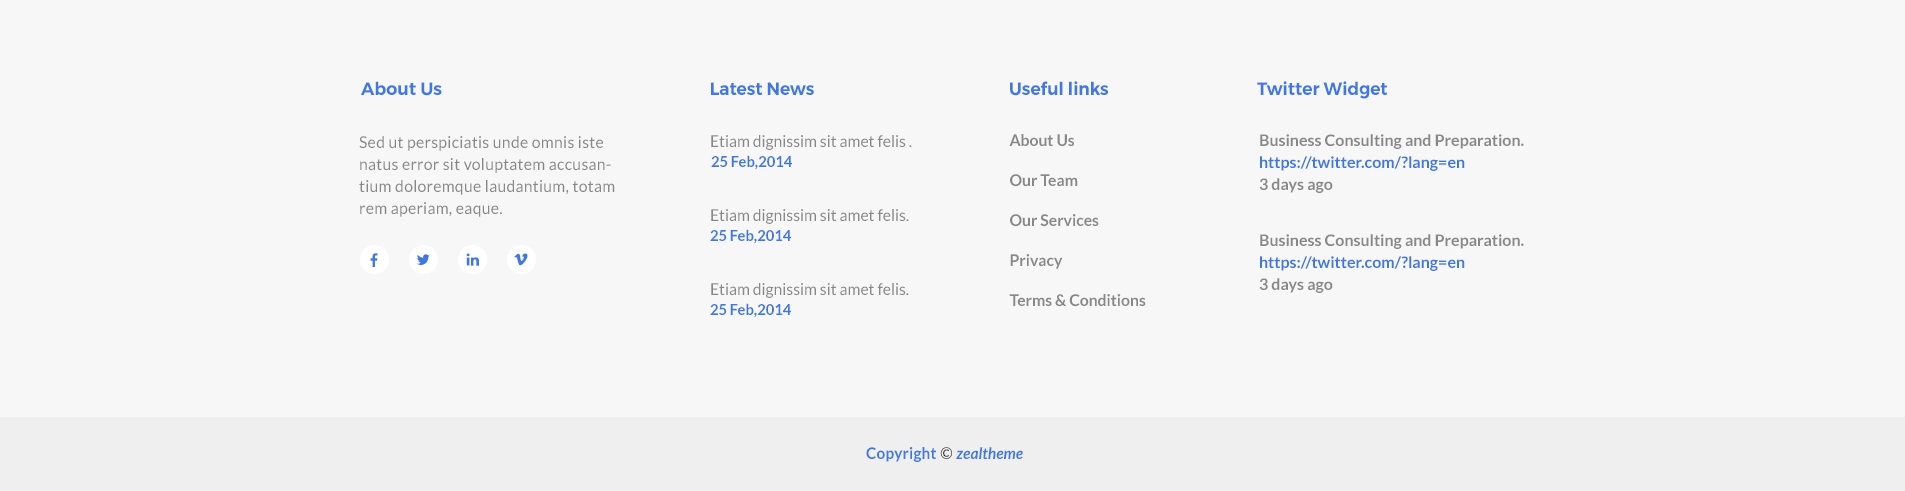 About Us
Sed ut perspiciatis unde omnis iste
natus error sit voluptatem accusan-
tium doloremque laudantium, totam
rem aperiam, eaque.
Latest News
Etiam dignissim sit amet felis .
25 Feb,2014
Etiam dignissim sit amet felis.
25 Feb,2014
Etiam dignissim sit amet felis.
25 Feb,2014
Useful links
About Us
Our Team
Our Services
Privacy
Terms & Conditions
Twitter Widget
Business Consulting and Preparation.
https://twitter.com/?lang=en
3 days ago
Business Consulting and Preparation.
https://twitter.com/?lang=en
3 days ago
Copyright © zealtheme